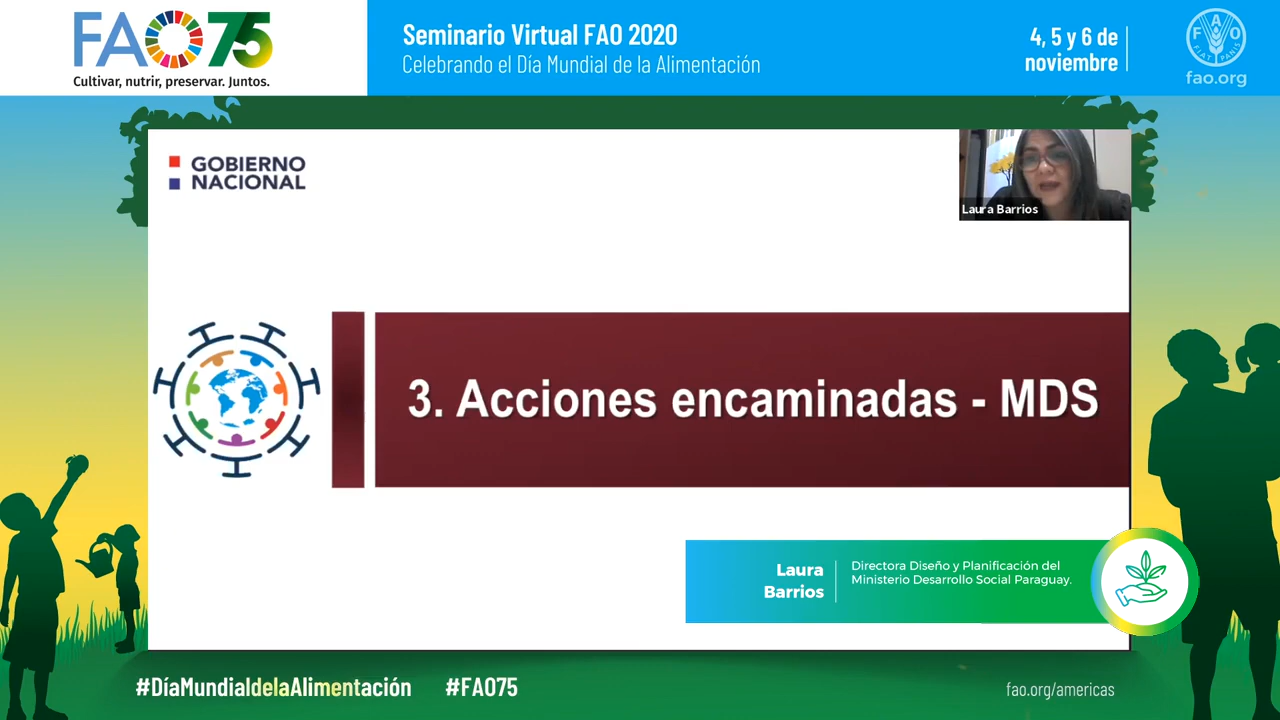 FAO75
Cultivar, nutrir, preservar. Juntos.
Seminario Virtual FAO 2020
Celebrando el Día Mundial de la Alimentación
4, 5 y 6 de
noviembre
F A O
FIAT PANIS
fao.org
GOBIERNO
NACIONAL
Laura Barrios
3. Acciones encaminadas - MDS
Laura
Barrios
Directora Diseño y Planificación del
Ministerio Desarrollo Social Paraguay.
#DíaMundialdelaAlimentación
#FAO75
fao.org/americas